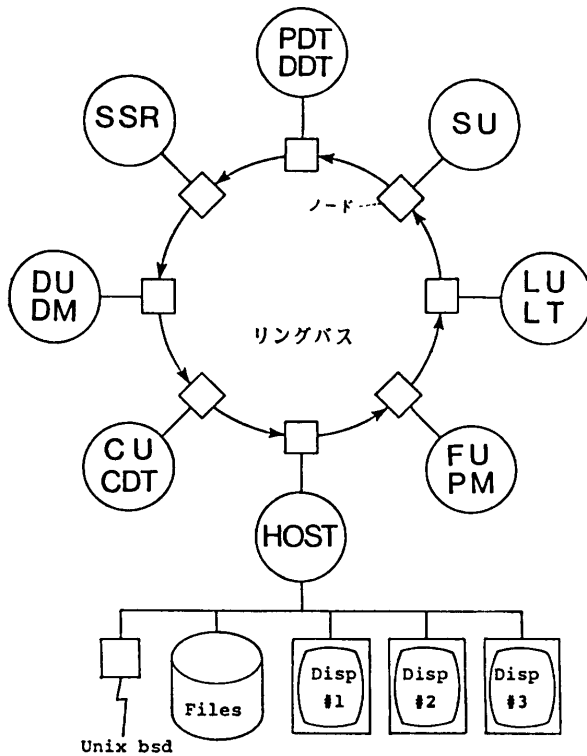 PDT
DDT
SSR
SU
ノード
DU
DM
LU
LT
リングバス
CU
CDT
FU
PM
HOST
Disp
#1
Disp
#2
Disp
#3
Files
Unix bsd